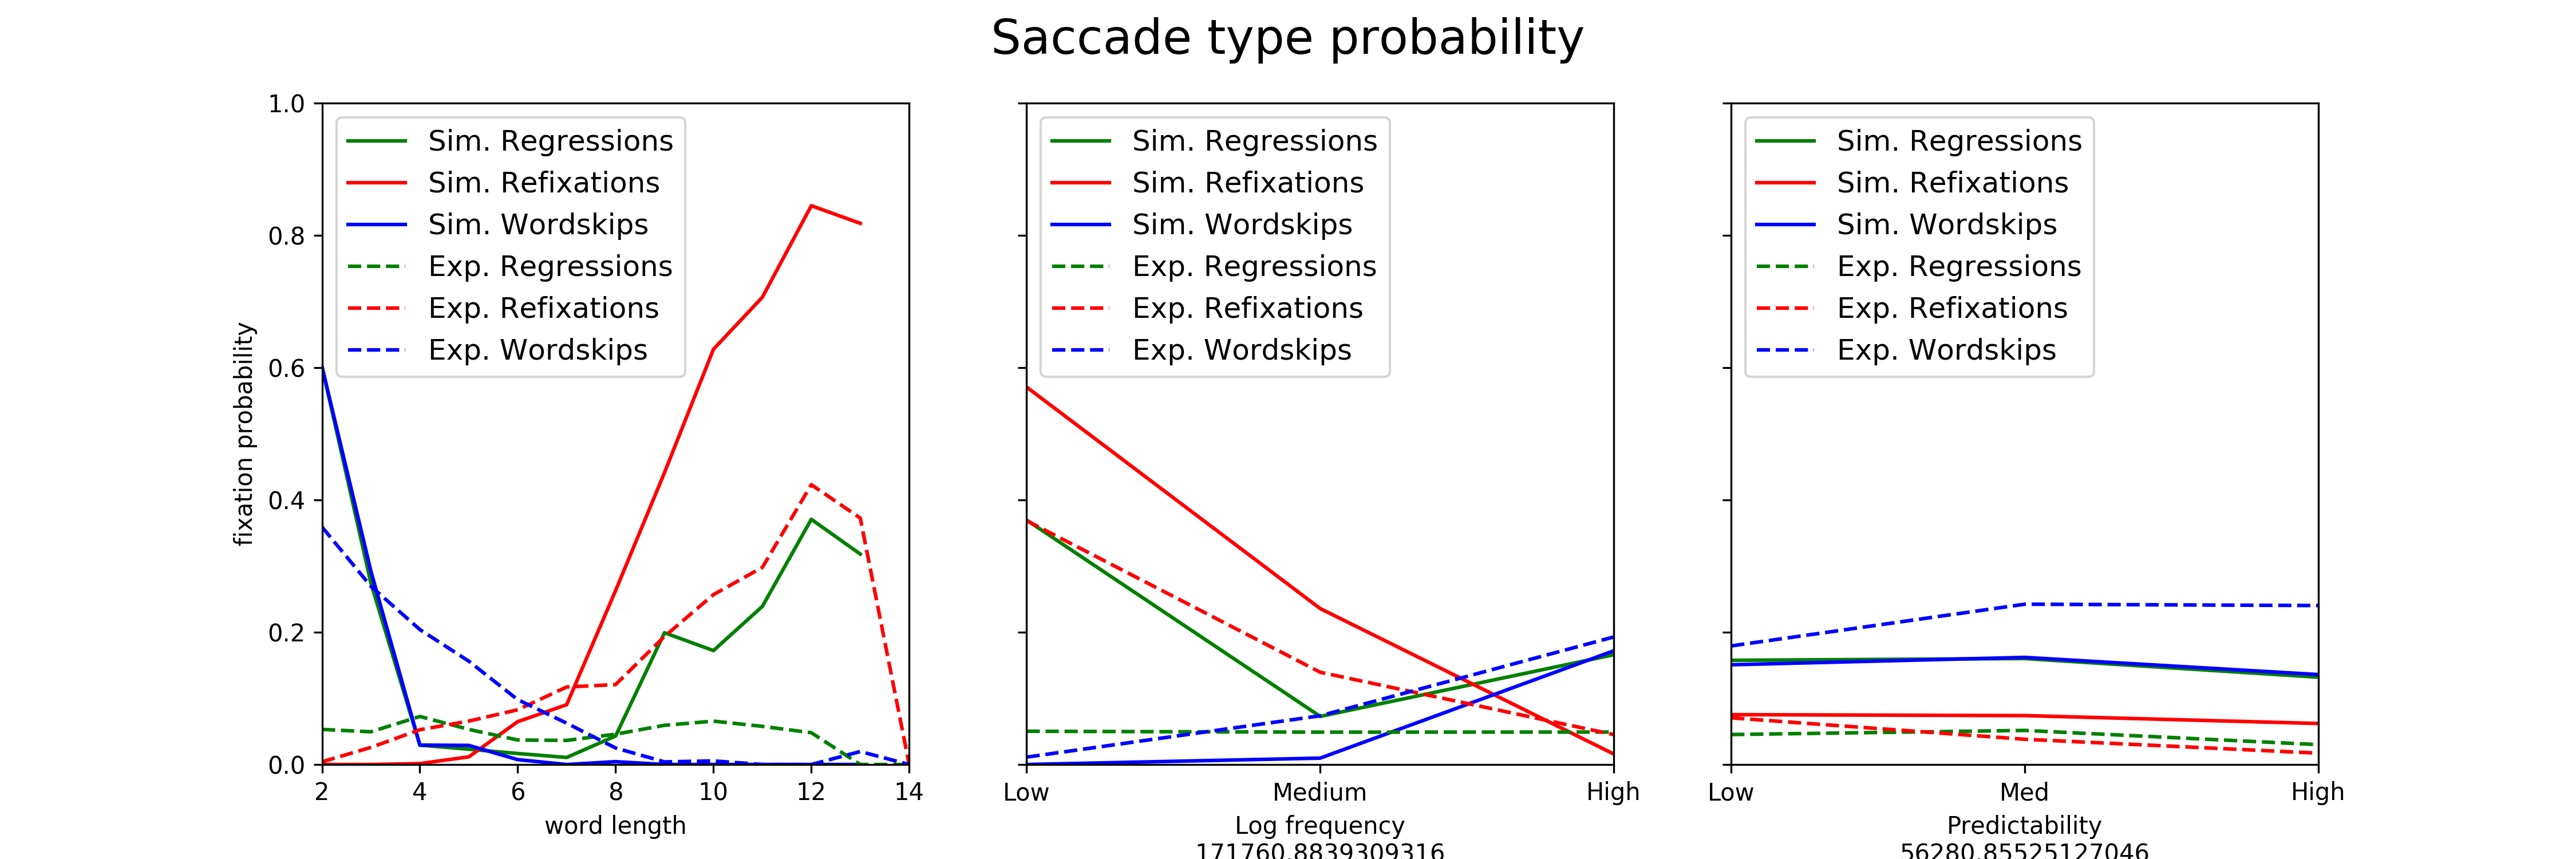 Saccade type probability
1.0
0.8
0.6
0.4
0.2
0.0
fixation probability
Sim. Regressions
Sim. Refixations
Sim. Wordskips
Exp. Regressions
Exp. Refixations
Exp. Wordskips
2 4 6 8 10 12 14
word length
Sim. Regressions
Sim. Refixations
Sim. Wordskips
Exp. Regressions
Exp. Refixations
Exp. Wordskips
Low Medium High
Log frequency
171760.8839309316
Sim. Regressions
Sim. Refixations
Sim. Wordskips
Exp. Regressions
Exp. Refixations
Exp. Wordskips
Low Med High
Predictability
56280.85525127046